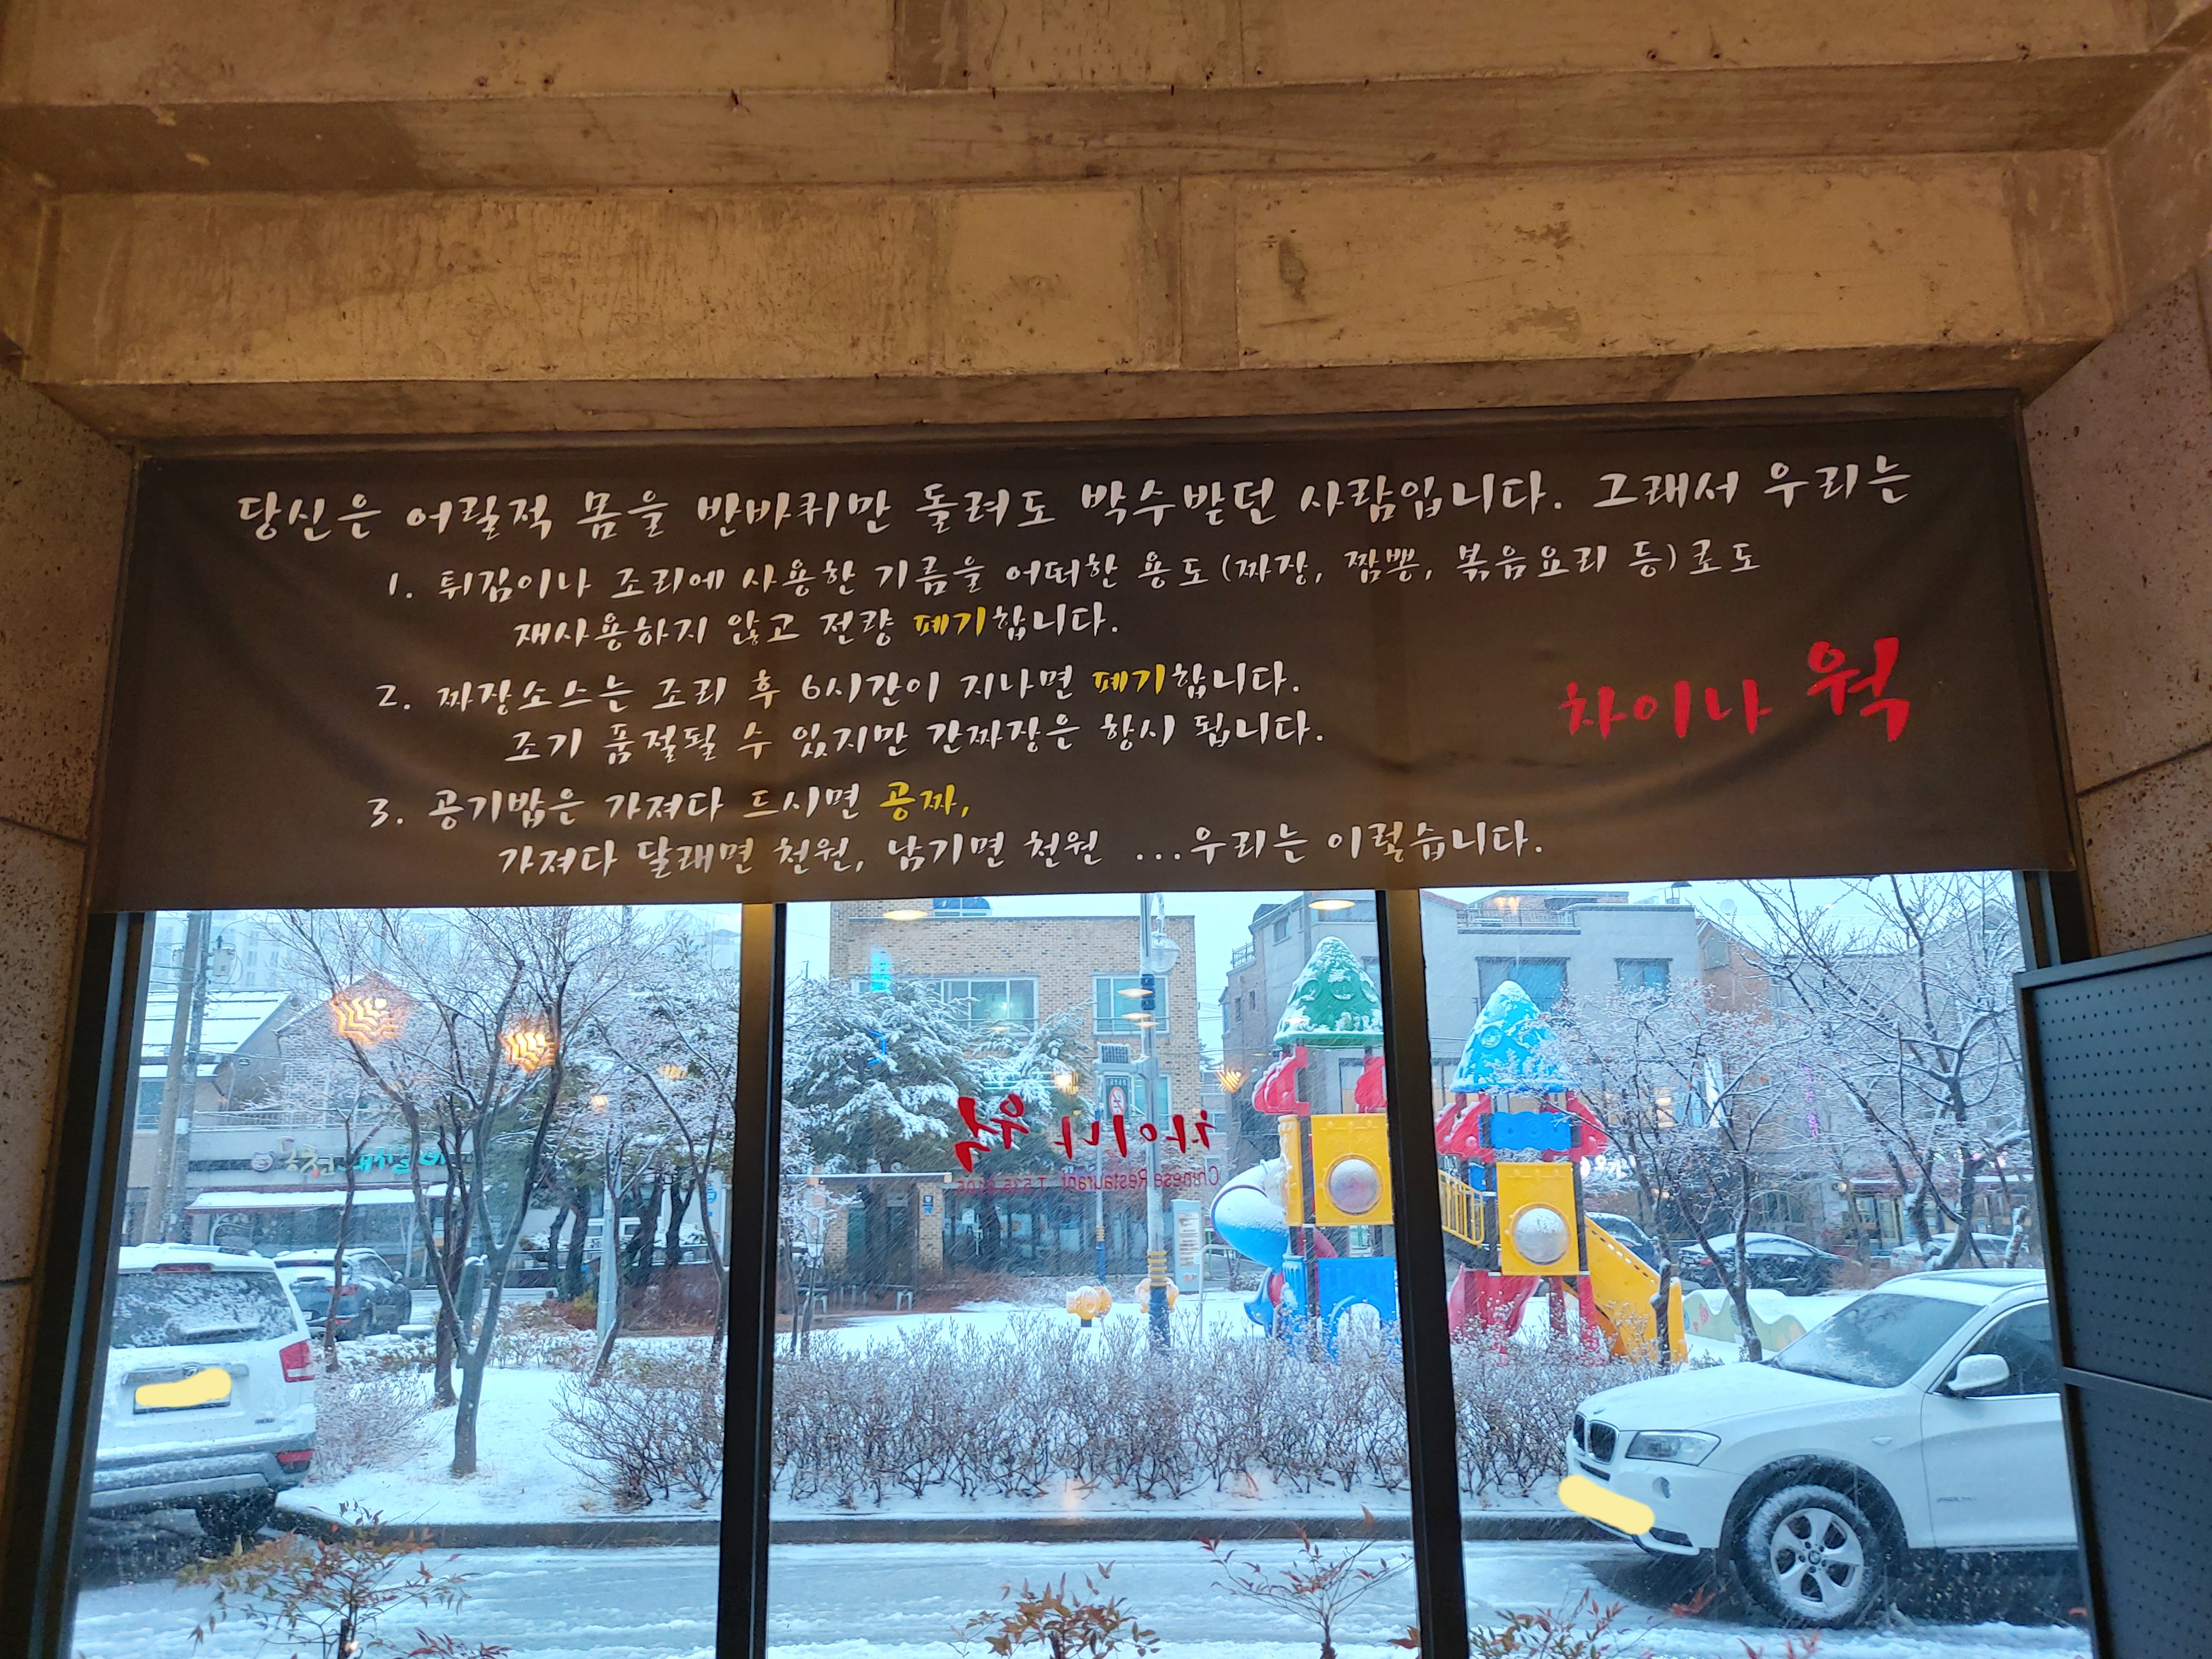 당신은 어릴적 몸을 반바퀴만 돌려도 박수받던 사람입니다. 그래서 우리는
1. 튀김이나 조리에 사용한 기름을 어떠한 용도(짜장, 짬뽕, 볶음요리 등)로도
재사용하지 않고 전량 폐기합니다.
2. 짜장소스는 조리 후 6시간이 지나면 폐기합니다.
조기 품절될 수 있지만 간짜장은 항시 됩니다.
차이나 웍
3. 공기밥은 가져다 드시면 공짜,
가져다 달래면 천원, 남기면 천원 ...우리는 이렇습니다.
차이나 웍
Chinese Restaurant